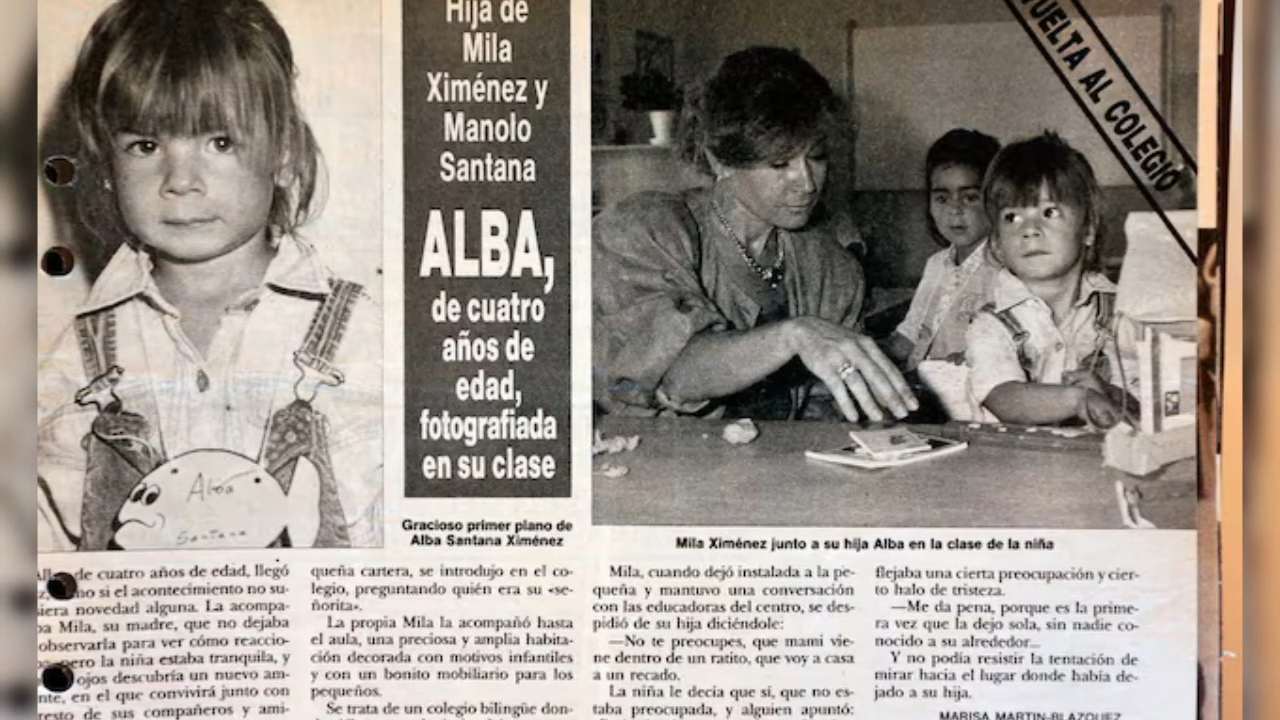 Hija de
Mila
Ximénez y
Manolo
Santana
ALBA,
de cuatro
años de
edad,
fotografiada
en su clase
VUELTA AL COLEGIO
Alba
Santana
Gracioso primer plano de
Alba Santana Ximénez
Mila Ximénez junto a su hija Alba en la clase de la niña
de cuatro años de edad, llegó
si el acontecimiento no su-
novedad alguna. La acompa-
Mila, su madre, que no dejaba
observarla para ver cómo reaccio-
pero la niña estaba tranquila, y
ojos descubría un nuevo am-
en el que convivirá junto con
resto de sus compañeros y ami-
queña cartera, se introdujo en el co-
legio, preguntando quién era su «se-
ñorita».
La propia Mila la acompañó hasta
el aula, una preciosa y amplia habita-
ción decorada con motivos infantiles
y con un bonito mobiliario para los
pequeños.
Se trata de un colegio bilingüe don-
Mila, cuando dejó instalada a la pe-
queña y mantuvo una conversación
con las educadoras del centro, se des-
pidió de su hija diciéndole:
—No te preocupes, que mami vie-
ne dentro de un ratito, que voy a casa
a un recado.
La niña le decía que sí, que no es-
taba preocupada, y alguien apuntó:
flejaba una cierta preocupación y cier-
to halo de tristeza.
—Me da pena, porque es la prime-
ra vez que la dejo sola, sin nadie co-
nocido a su alrededor...
Y no podía resistir la tentación de
mirar hacia el lugar donde había de-
jado a su hija.
MARISA MARTIN-BLAZQUEZ